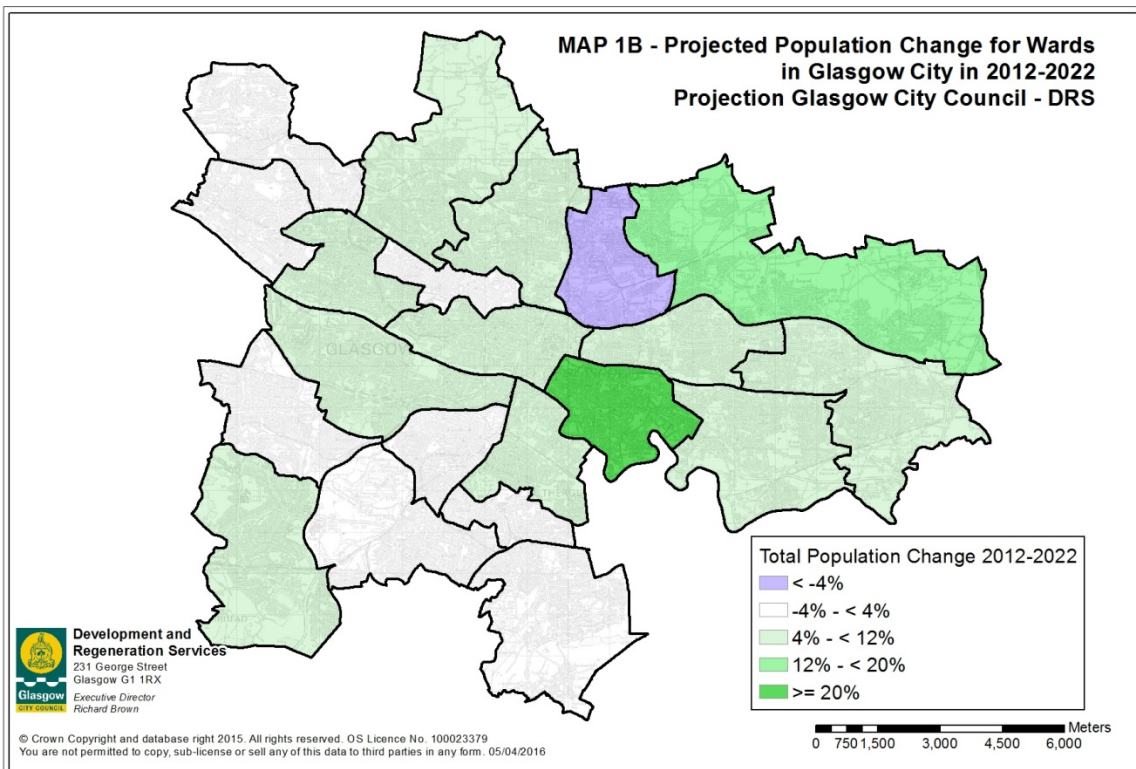 MAP 1B - Projected Population Change for Wards
in Glasgow City in 2012-2022
Projection Glasgow City Council - DRS
GLASGOW
Total Population Change 2012-2022
< -4%
-4% - < 4%
4% - < 12%
12% - < 20%
>= 20%
Development and
Regeneration Services
231 George Street
Glasgow G1 1RX
Executive Director
Richard Brown
Glasgow
CITY COUNCIL
Meters
0 750 1,500 3,000 4,500 6,000
© Crown Copyright and database right 2015. All rights reserved. OS Licence No. 100023379
You are not permitted to copy, sub-license or sell any of this data to third parties in any form. 05/04/2016